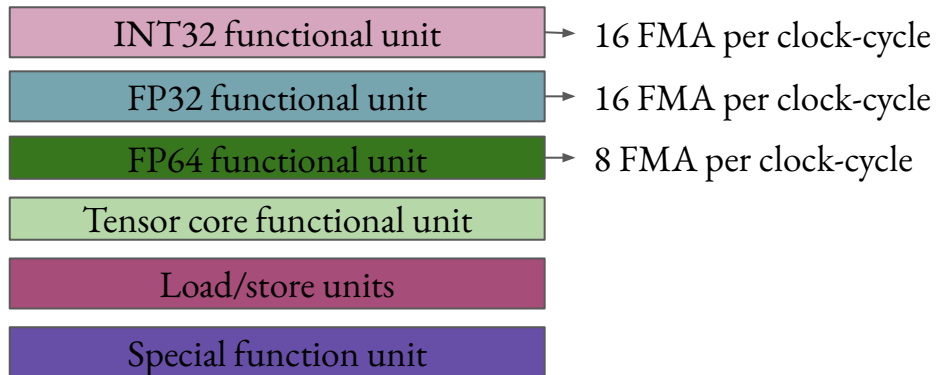 INT32 functional unit 16 FMA per clock-cycle
FP32 functional unit 16 FMA per clock-cycle
FP64 functional unit 8 FMA per clock-cycle
Tensor core functional unit
Load/store units
Special function unit